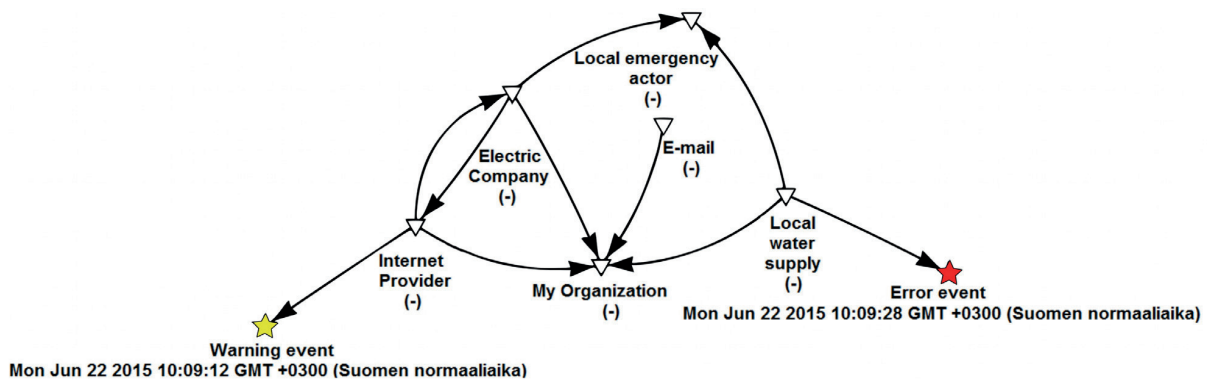 Local emergency
actor
(-)
E-mail
(-)
Electric
Company
(-)
Local
water
supply
(-)
Internet
Provider
(-)
My Organization
(-)
Error event
Mon Jun 22 2015 10:09:28 GMT +0300 (Suomen normaaliaika)
Warning event
Mon Jun 22 2015 10:09:12 GMT +0300 (Suomen normaaliaika)